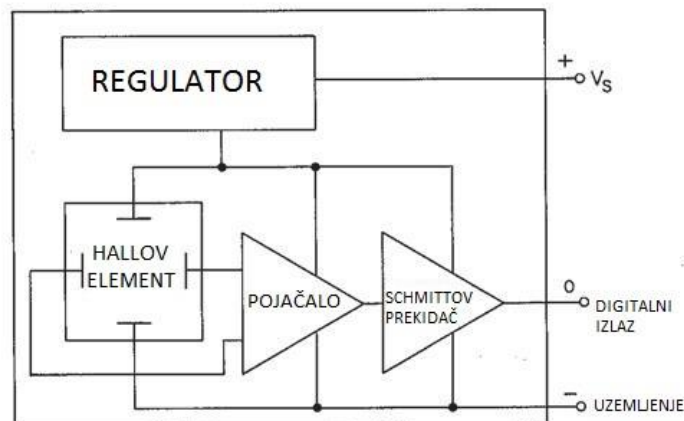 REGULATOR
+
Vs
HALLOV
ELEMENT
POJAČALO
SCHMITTOV
PREKIDAČ
0
DIGITALNI
IZLAZ
−
UZEMLJENJE